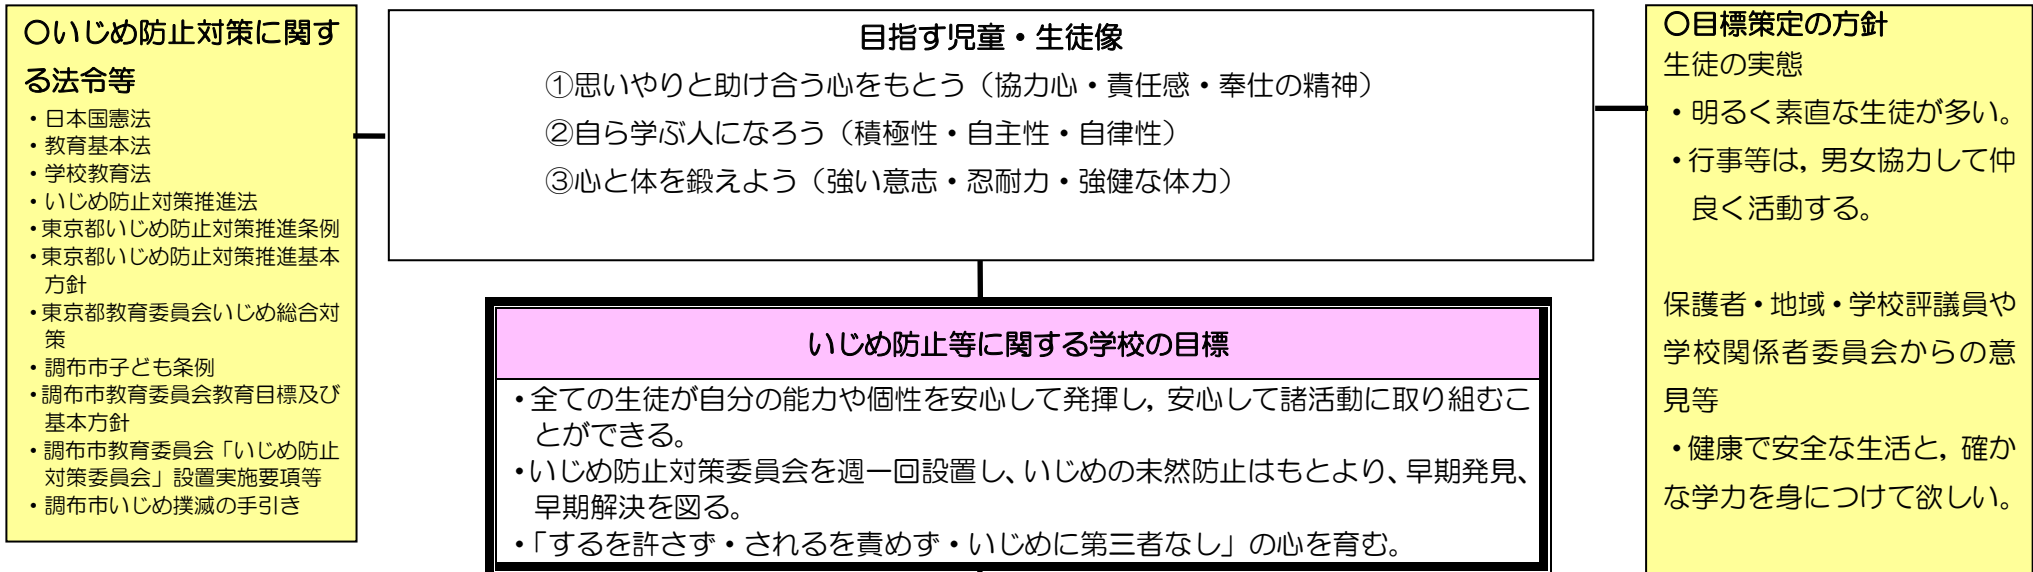 〇いじめ防止対策に関す
る法令等
・日本国憲法
・教育基本法
・学校教育法
・いじめ防止対策推進法
・東京都いじめ防止対策推進条例
・東京都いじめ防止対策推進基本
方針
・東京都教育委員会いじめ総合対
策
・調布市子ども条例
・調布市教育委員会教育目標及び
基本方針
・調布市教育委員会「いじめ防止
対策委員会」設置実施要項等
・調布市いじめ撲滅の手引き
目指す児童・生徒像
①思いやりと助け合う心をもとう（協力心・責任感・奉仕の精神）
②自ら学ぶ人になろう（積極性・自主性・自律性）
③心と体を鍛えよう（強い意志・忍耐力・強健な体力）
いじめ防止等に関する学校の目標
・全ての生徒が自分の能力や個性を安心して発揮し，安心して諸活動に取り組むこ
とができる。
・いじめ防止対策委員会を週一回設置し、いじめの未然防止はもとより、早期発見、
早期解決を図る。
・「するを許さず・されるを責めず・いじめに第三者なし」の心を育む。
〇目標策定の方針
生徒の実態
・明るく素直な生徒が多い。
・行事等は，男女協力して仲
良く活動する。
保護者・地域・学校評議員や
学校関係者委員会からの意
見等
・健康で安全な生活と，確か
な学力を身につけて欲しい。